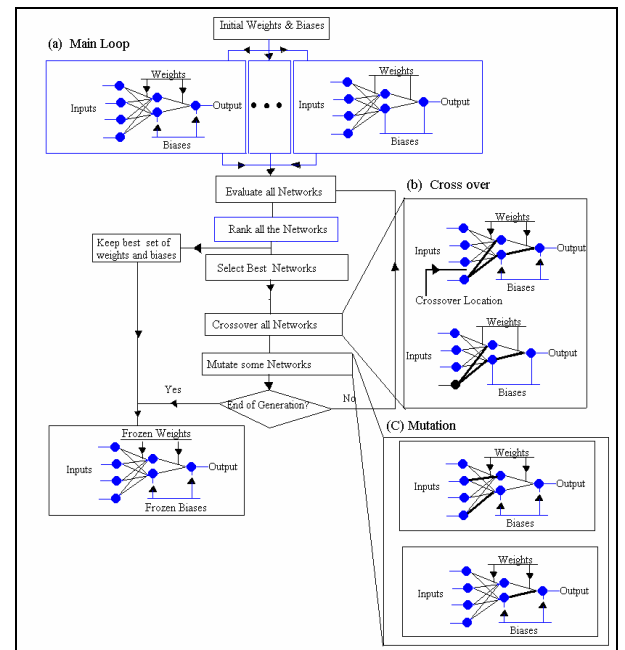 Initial Weights & Biases
(a) Main Loop
Weights
Inputs
Output
Biases
Weights
Inputs
Output
Biases
Evaluate all Networks
Rank all the Networks
Keep best set of
weights and biases
Select Best Networks
Crossover all Networks
Mutate some Networks
Yes
End of Generation?
No
Frozen Weights
Inputs
Output
Frozen Biases
(b) Cross over
Weights
Inputs
Output
Biases
Crossover Location
Weights
Inputs
Output
Biases
(C) Mutation
Weights
Inputs
Output
Biases
Weights
Inputs
Output
Biases